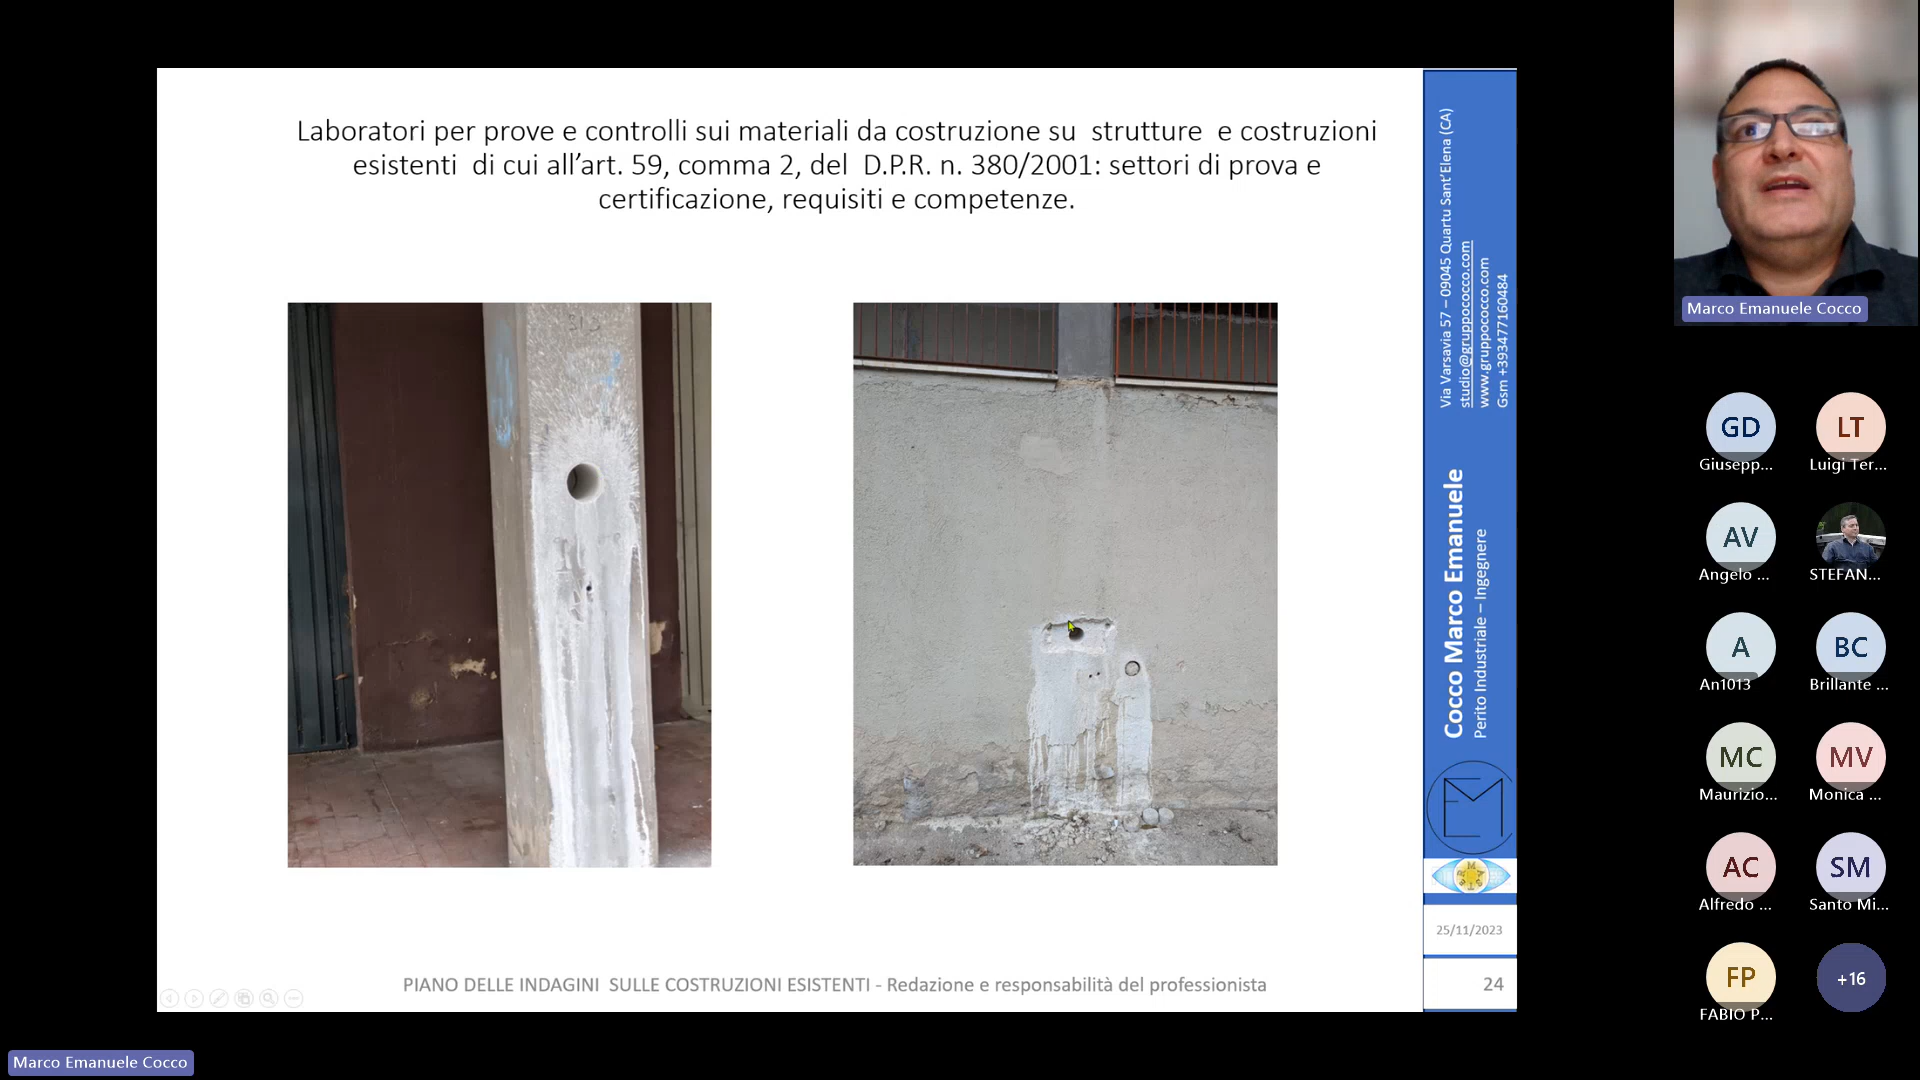 Laboratori per prove e controlli sui materiali da costruzione su strutture e costruzioni
esistenti di cui all’art. 59, comma 2, del D.P.R. n. 380/2001: settori di prova e
certificazione, requisiti e competenze.
PIANO DELLE INDAGINI SULLE COSTRUZIONI ESISTENTI - Redazione e responsabilità del professionista
Via Varsavia 57 – 09045 Quartu Sant’Elena (CA)
studio@gruppococco.com
www.gruppococco.com
Gsm +393477160484
Cocco Marco Emanuele
Perito Industriale – Ingegnere
25/11/2023
24
Marco Emanuele Cocco
GD
Giusepp...
LT
Luigi Ter...
AV
Angelo ...
STEFAN...
A
An1013
BC
Brillante ...
MC
Maurizio...
MV
Monica ...
AC
Alfredo ...
SM
Santo Mi...
FP
FABIO P...
+16
Marco Emanuele Cocco